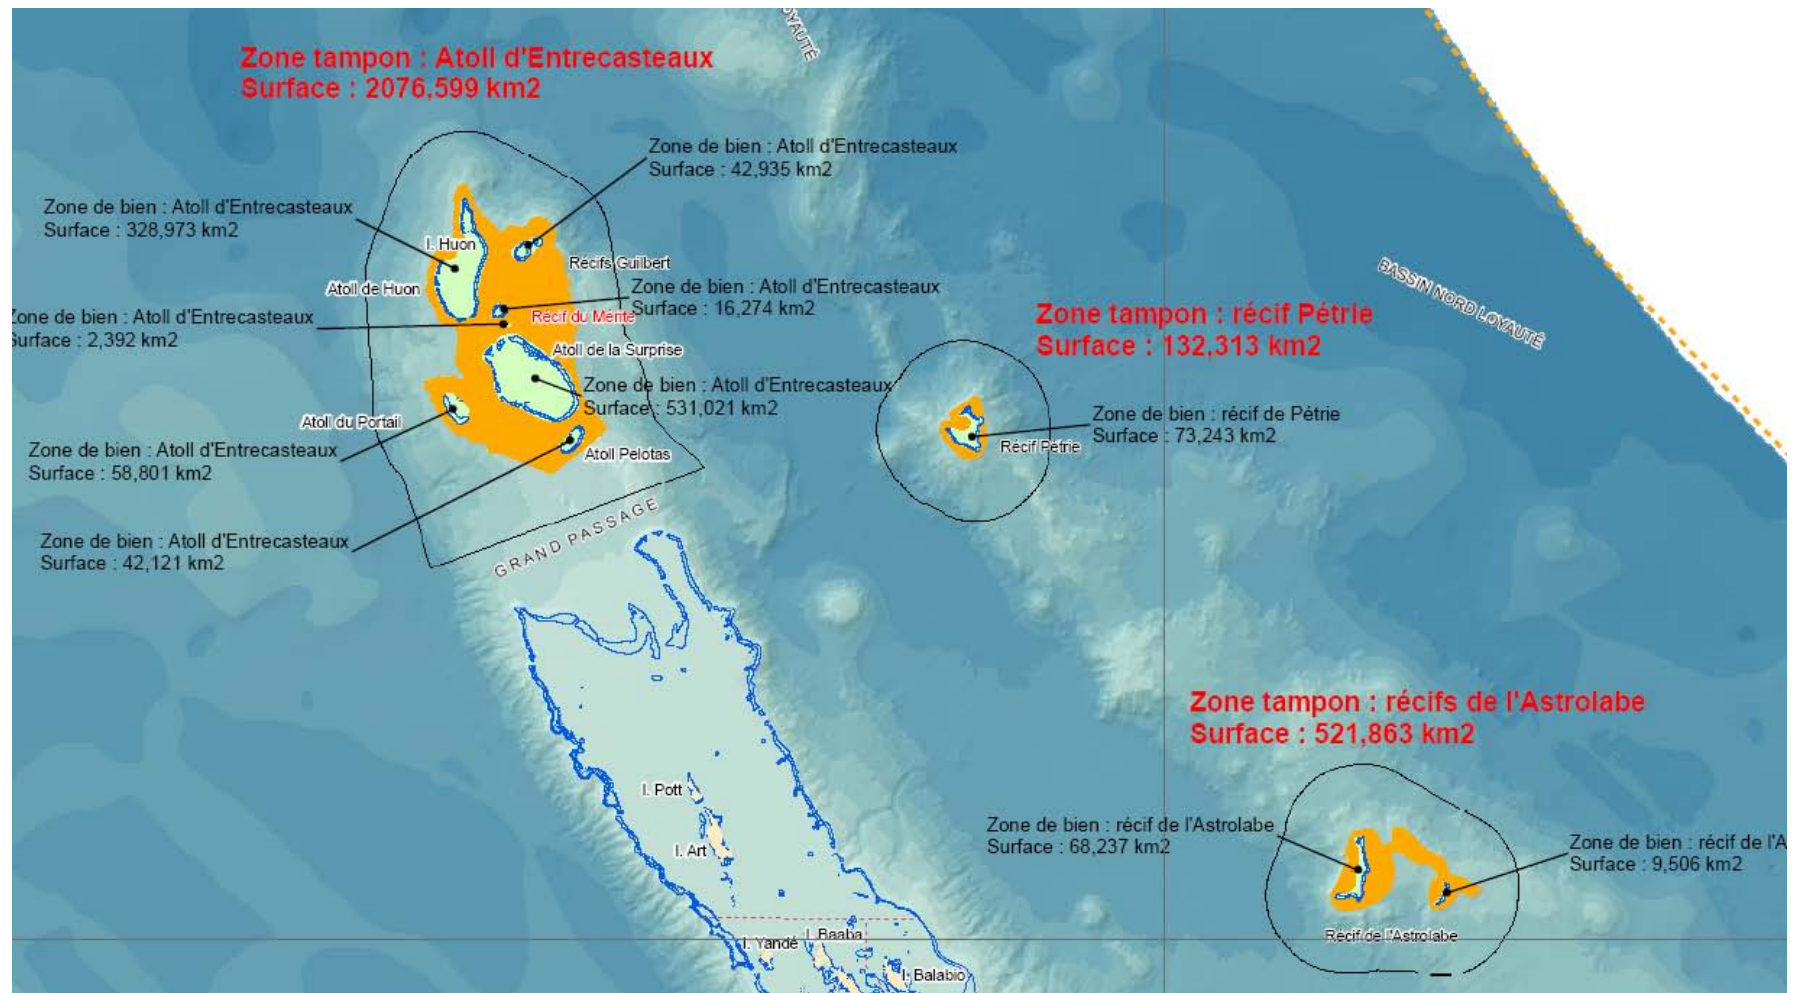 OYAUTÉ
Zone tampon : Atoll d'Entrecasteaux
Surface : 2076,599 km2
Zone de bien : Atoll d'Entrecasteaux
Surface : 42,935 km2
Zone de bien : Atoll d'Entrecasteaux
Surface : 328,973 km2
I. Huon
Récifs Guilbert
Atoll de Huon
Zone de bien : Atoll d'Entrecasteaux
Surface : 16,274 km2
Récif du Mérite
Zone de bien : Atoll d'Entrecasteaux
Surface : 2,392 km2
Atoll de la Surprise
Zone de bien : Atoll d'Entrecasteaux
Surface : 531,021 km2
Atoll du Portail
Zone de bien : Atoll d'Entrecasteaux
Surface : 58,801 km2
Atoll Pelotas
Zone de bien : Atoll d'Entrecasteaux
Surface : 42,121 km2
GRAND PASSAGE
BASSIN NORD LOYAUTÉ
Zone tampon : récif Pétrie
Surface : 132,313 km2
Zone de bien : récif de Pétrie
Surface : 73,243 km2
Récif Pétrie
Zone tampon : récifs de l'Astrolabe
Surface : 521,863 km2
Zone de bien : récif de l'Astrolabe
Surface : 68,237 km2
Zone de bien : récif de l'A
Surface : 9,506 km2
Récif de l'Astrolabe
I. Pott
I. Art
I. Yandé
I. Baaba
I. Balabio